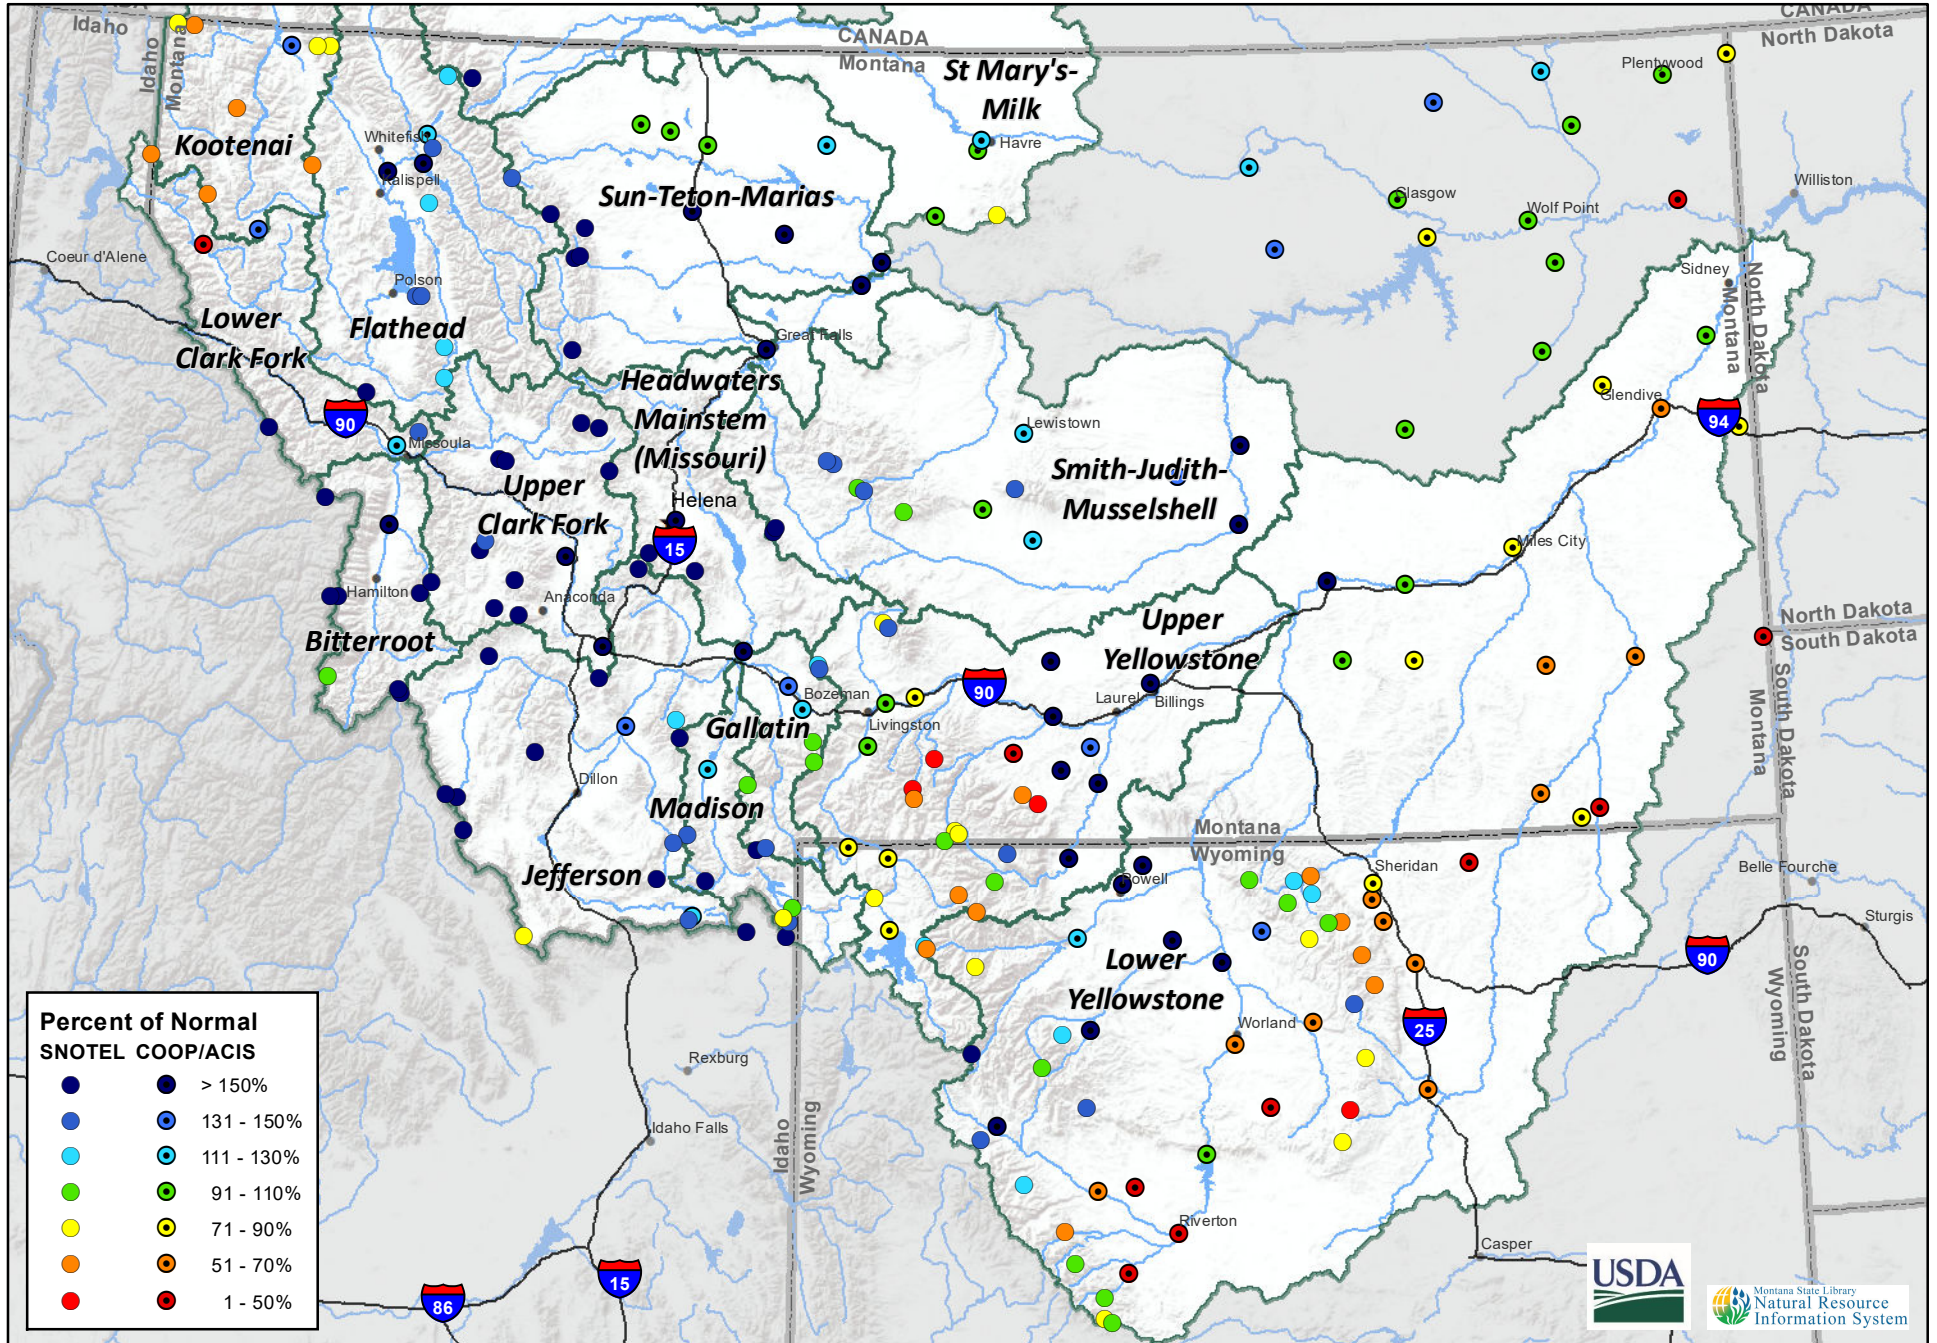 CANADA
Idaho
Idaho
Montana
CANADA
Montana
CANADA
North Dakota
St Mary's-
Milk
Plentywood
Kootenai
Whitefish
Kalispell
Havre
Sun-Teton-Marias
Glasgow
Wolf Point
Williston
Coeur d'Alene
Polson
Sidney
Montana
North Dakota
Lower
Clark Fork
Flathead
Great Falls
Headwaters
Mainstem
(Missouri)
Glendive
94
90
Missoula
Lewistown
Smith-Judith-
Musselshell
Upper
Clark Fork
Helena
15
Miles City
Hamilton
Anaconda
Bitterroot
Upper
Yellowstone
North Dakota
South Dakota
90
Bozeman
Livingston
Laurel
Billings
Gallatin
Montana
South Dakota
Dillon
Madison
Jefferson
Montana
Wyoming
Sheridan
Powell
Belle Fourche
Sturgis
90
Lower
Yellowstone
South Dakota
Wyoming
Worland
25
Rexburg
Idaho
Wyoming
Idaho Falls
Riverton
Casper
15
86
Percent of Normal
SNOTEL COOP/ACIS
> 150%
131 - 150%
111 - 130%
91 - 110%
71 - 90%
51 - 70%
1 - 50%
USDA
Montana State Library
Natural Resource
Information System